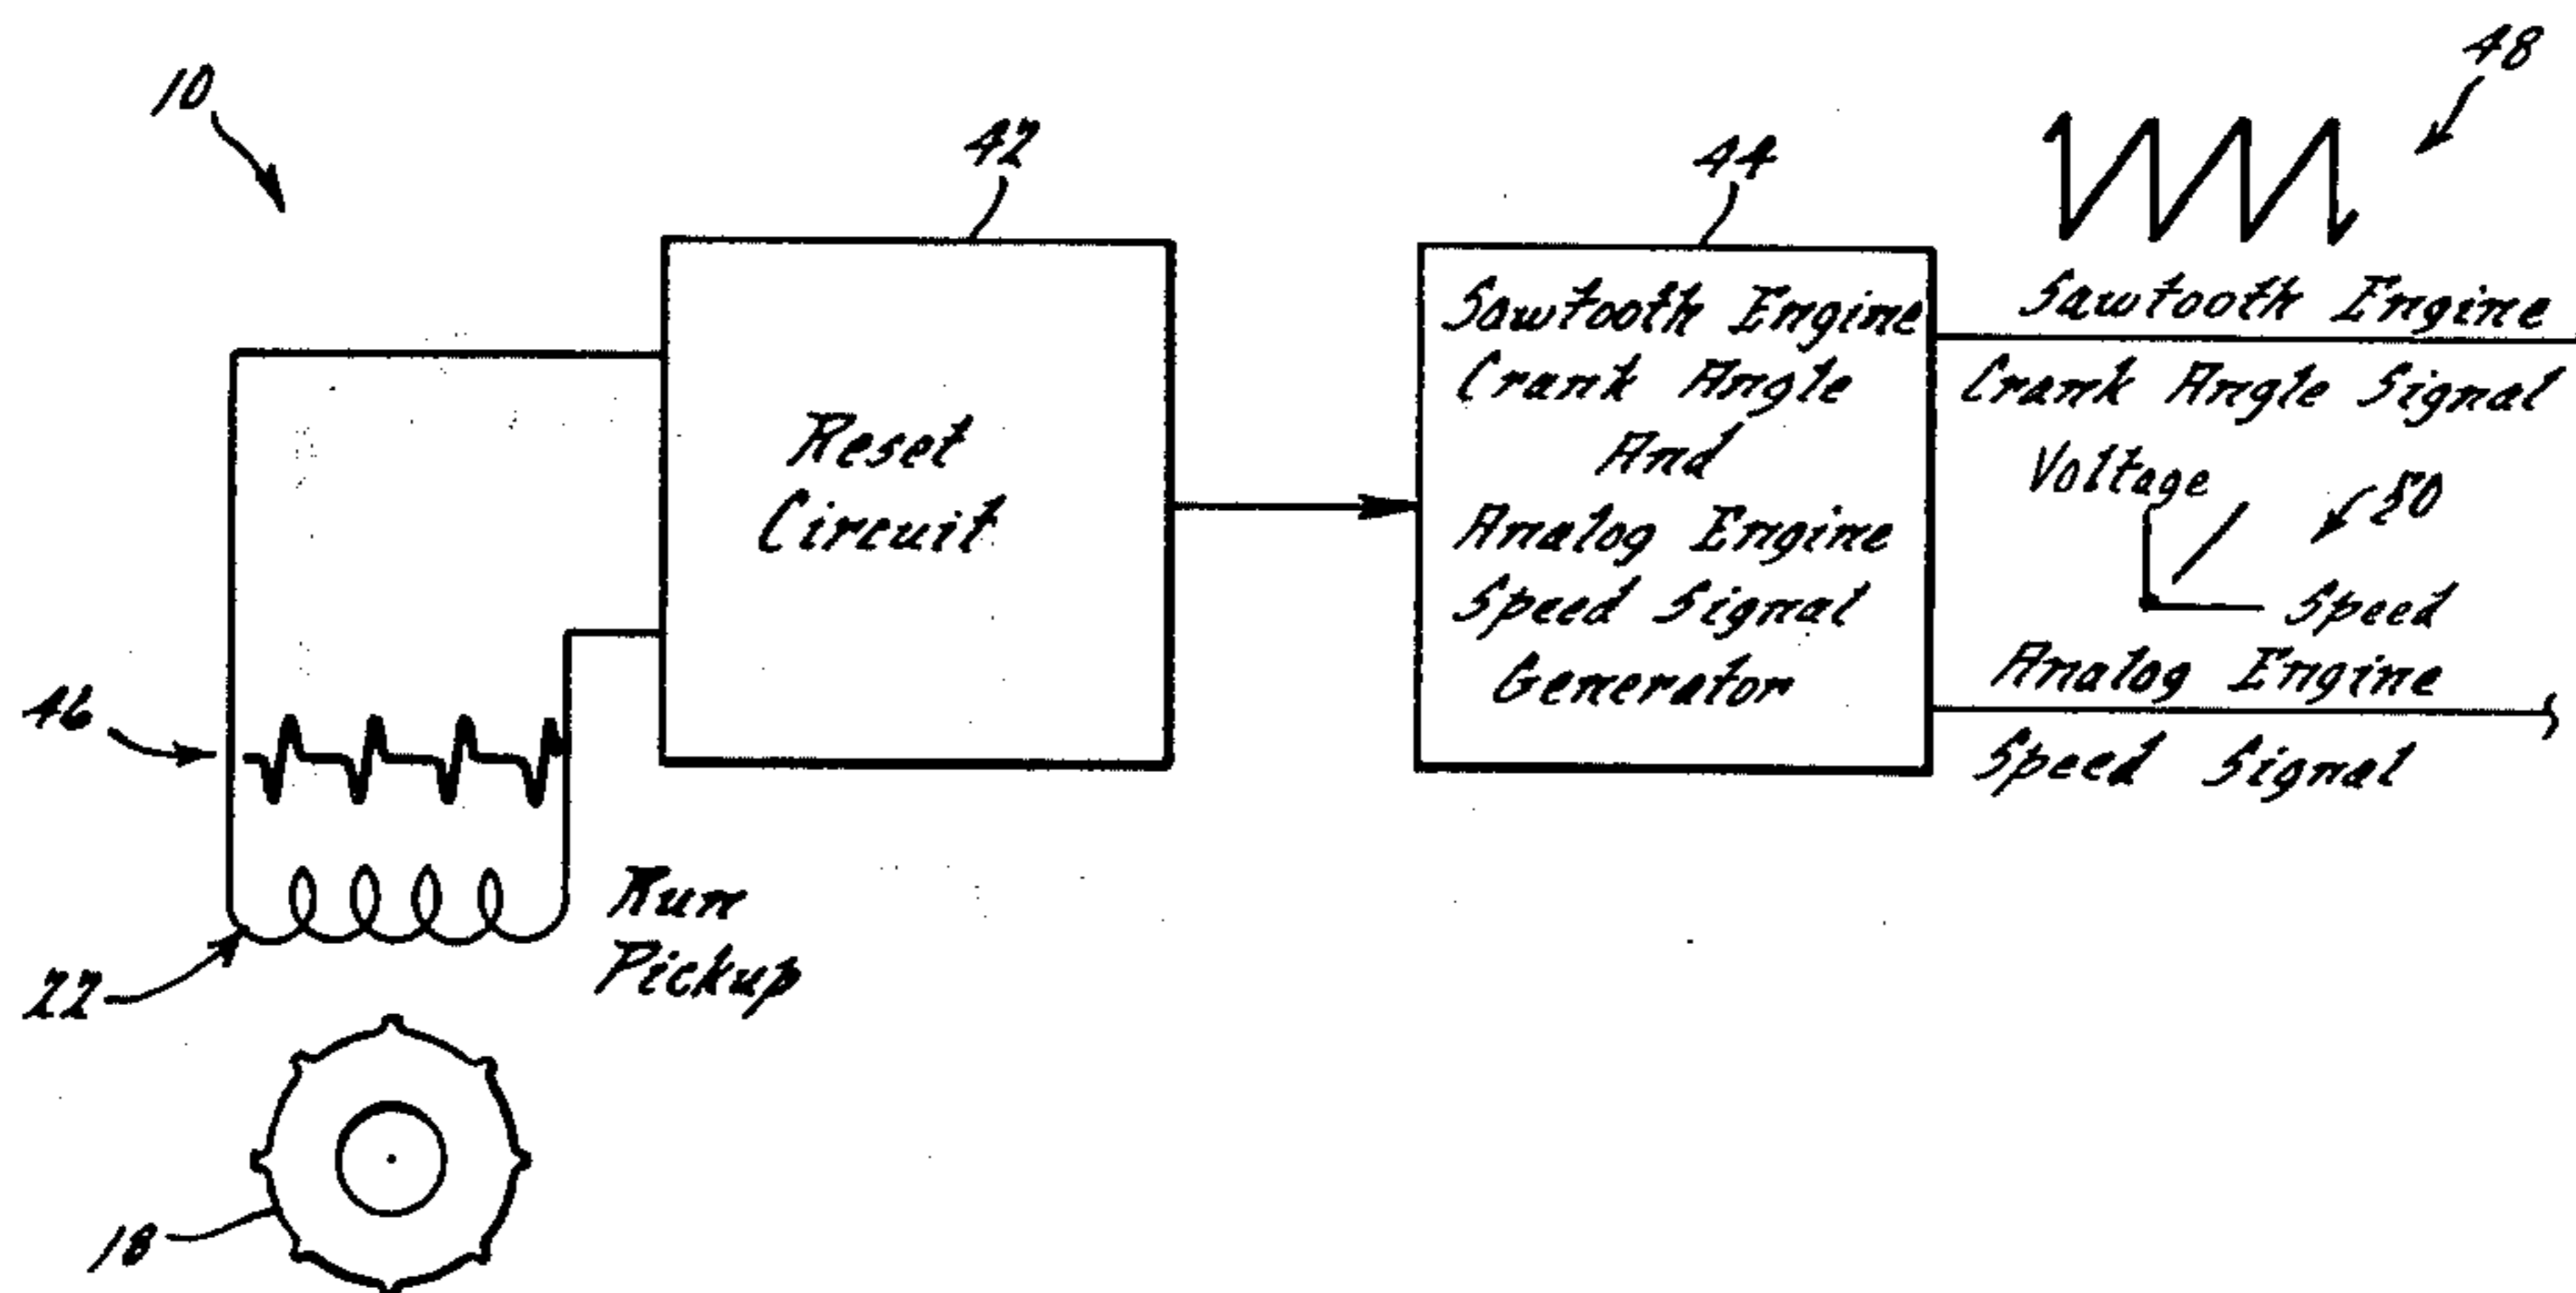 10
42
44
48
Reset
Circuit
Sawtooth Engine
Crank Angle
And
Analog Engine
Speed Signal
Generator
Sawtooth Engine
Crank Angle Signal
Voltage
50
Speed
Analog Engine
Speed Signal
46
Run
Pickup
22
18